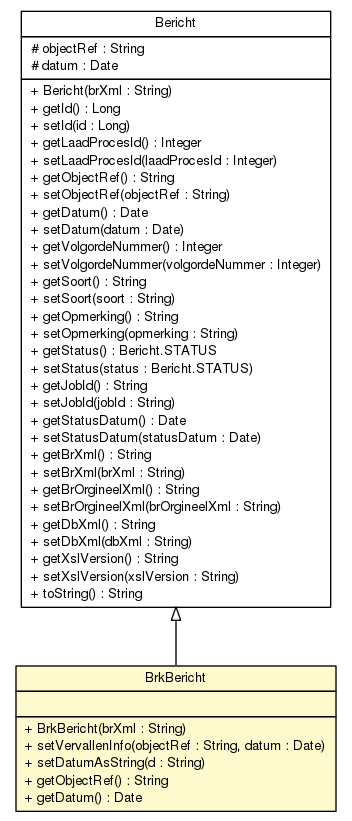 Bericht
# objectRef : String
# datum : Date
+ Bericht(brXml : String)
+ getId() : Long
+ setId(id : Long)
+ getLaadProcesId() : Integer
+ setLaadProcesId(laadProcesId : Integer)
+ getObjectRef() : String
+ setObjectRef(objectRef : String)
+ getDatum() : Date
+ setDatum(datum : Date)
+ getVolgordeNummer() : Integer
+ setVolgordeNummer(volgordeNummer : Integer)
+ getSoort() : String
+ setSoort(soort : String)
+ getOpmerking() : String
+ setOpmerking(opmerking : String)
+ getStatus() : Bericht.STATUS
+ setStatus(status : Bericht.STATUS)
+ getJobId() : String
+ setJobId(jobId : String)
+ getStatusDatum() : Date
+ setStatusDatum(statusDatum : Date)
+ getBrXml() : String
+ setBrXml(brXml : String)
+ getBrOrgineelXml() : String
+ setBrOrgineelXml(brOrgineelXml : String)
+ getDbXml() : String
+ setDbXml(dbXml : String)
+ getXslVersion() : String
+ setXslVersion(xslVersion : String)
+ toString() : String
BrkBericht
+ BrkBericht(brXml : String)
+ setVervallenInfo(objectRef : String, datum : Date)
+ setDatumAsString(d : String)
+ getObjectRef() : String
+ getDatum() : Date